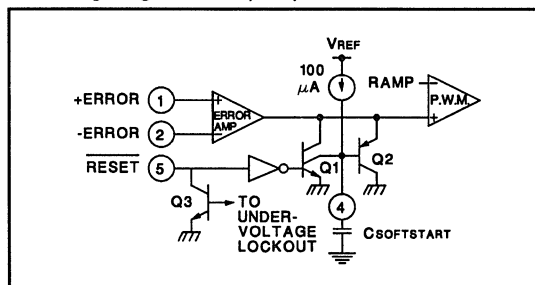 VREF
100
μA
RAMP
P.W.M.
+ERROR
1
+
ERROR
AMP
-ERROR
2
−
+
RESET
5
Q1
Q2
Q3
TO
UNDER-
VOLTAGE
LOCKOUT
4
CSOFTSTART